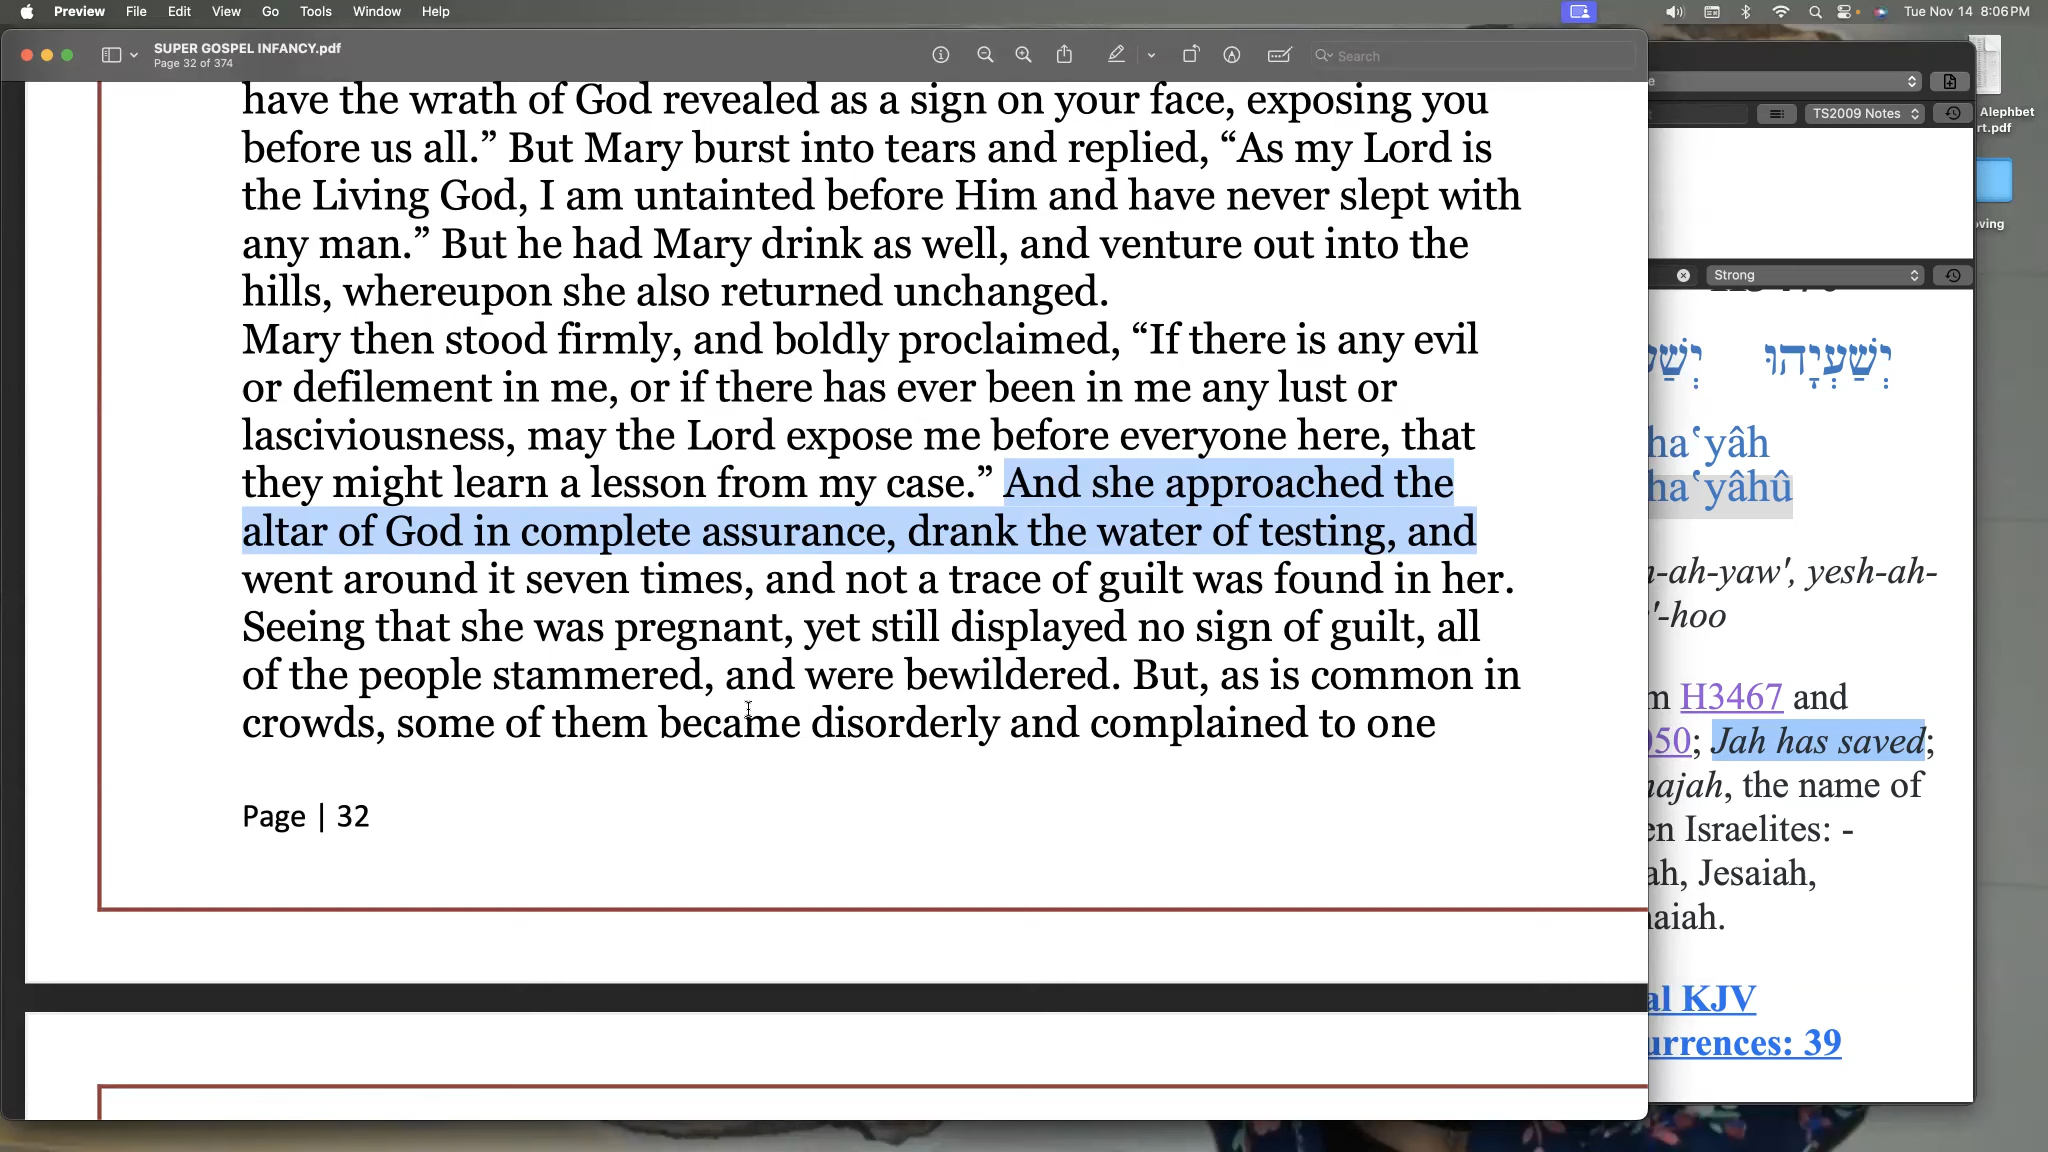 Preview File Edit View Go Tools Window Help
Tue Nov 14 8:06 PM
SUPER GOSPEL INFANCY.pdf
Page 32 of 374
Search
have the wrath of God revealed as a sign on your face, exposing you
before us all.” But Mary burst into tears and replied, “As my Lord is
the Living God, I am untainted before Him and have never slept with
any man.” But he had Mary drink as well, and venture out into the
hills, whereupon she also returned unchanged.
Mary then stood firmly, and boldly proclaimed, “If there is any evil
or defilement in me, or if there has ever been in me any lust or
lasciviousness, may the Lord expose me before everyone here, that
they might learn a lesson from my case.” And she approached the
altar of God in complete assurance, drank the water of testing, and
went around it seven times, and not a trace of guilt was found in her.
Seeing that she was pregnant, yet still displayed no sign of guilt, all
of the people stammered, and were bewildered. But, as is common in
crowds, some of them became disorderly and complained to one
Page | 32
TS2009 Notes
Strong
יְשַׁעְיָהוּ
haʽyâh
haʽyâhû
-ah-yaw', yesh-ah-
'-hoo
H3467 and
50; Jah has saved;
ajah, the name of
en Israelites: -
ah, Jesaiah,
aiah.
al KJV
urrences: 39
Alephbet
rt.pdf
oving